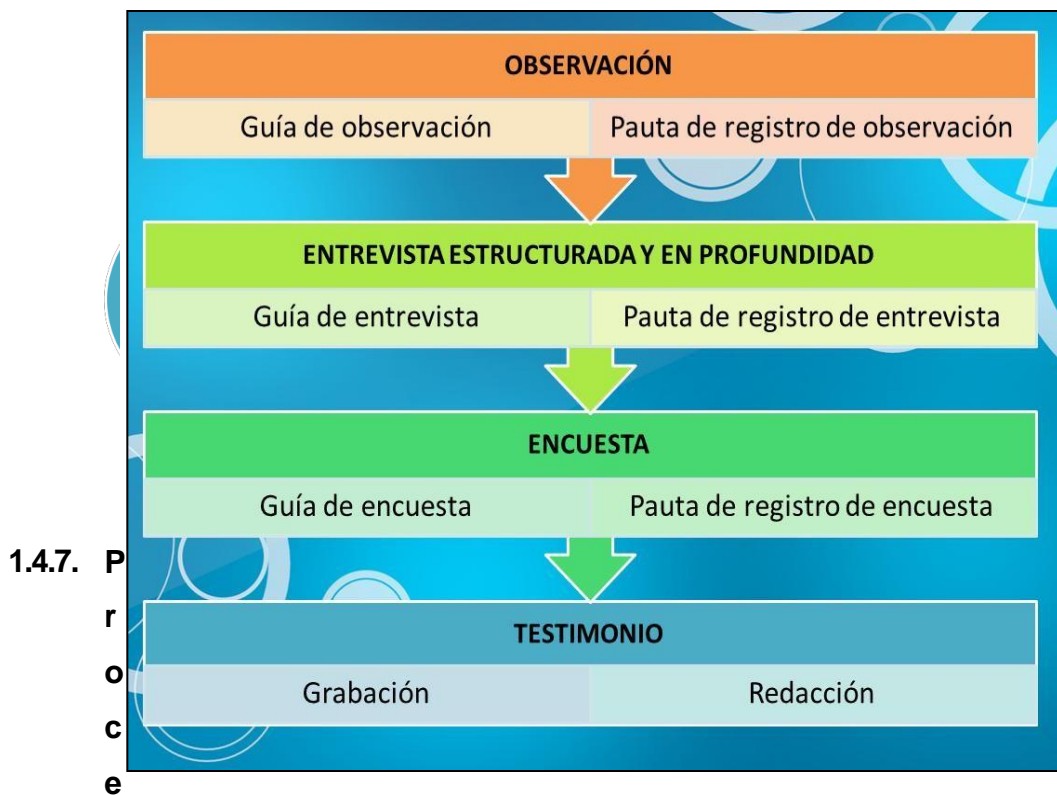 OBSERVACIÓN
Guía de observación Pauta de registro de observación
ENTREVISTA ESTRUCTURADA Y EN PROFUNDIDAD
Guía de entrevista Pauta de registro de entrevista
ENCUESTA
Guía de encuesta Pauta de registro de encuesta
TESTIMONIO
Grabación Redacción
1.4.7. P
r
o
c
e